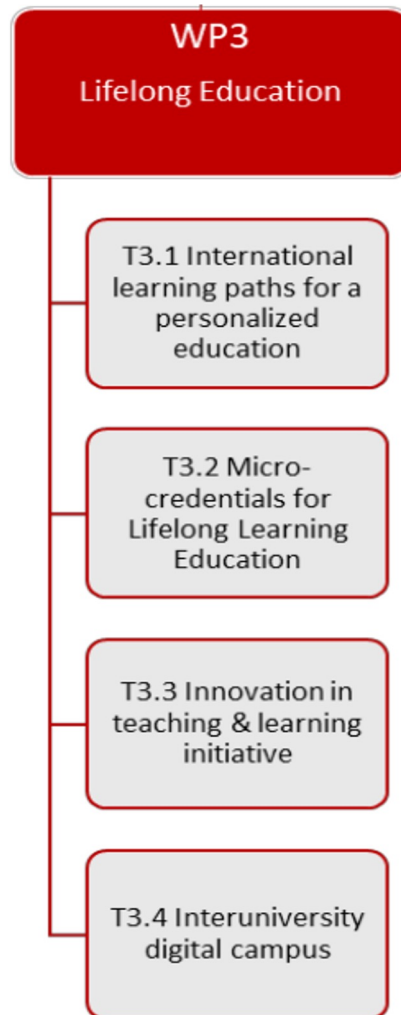 WP3
Lifelong Education
T3.1 International
learning paths for a
personalized
education
T3.2 Micro-
credentials for
Lifelong Learning
Education
T3.3 Innovation in
teaching & learning
initiative
T3.4 Interuniversity
digital campus